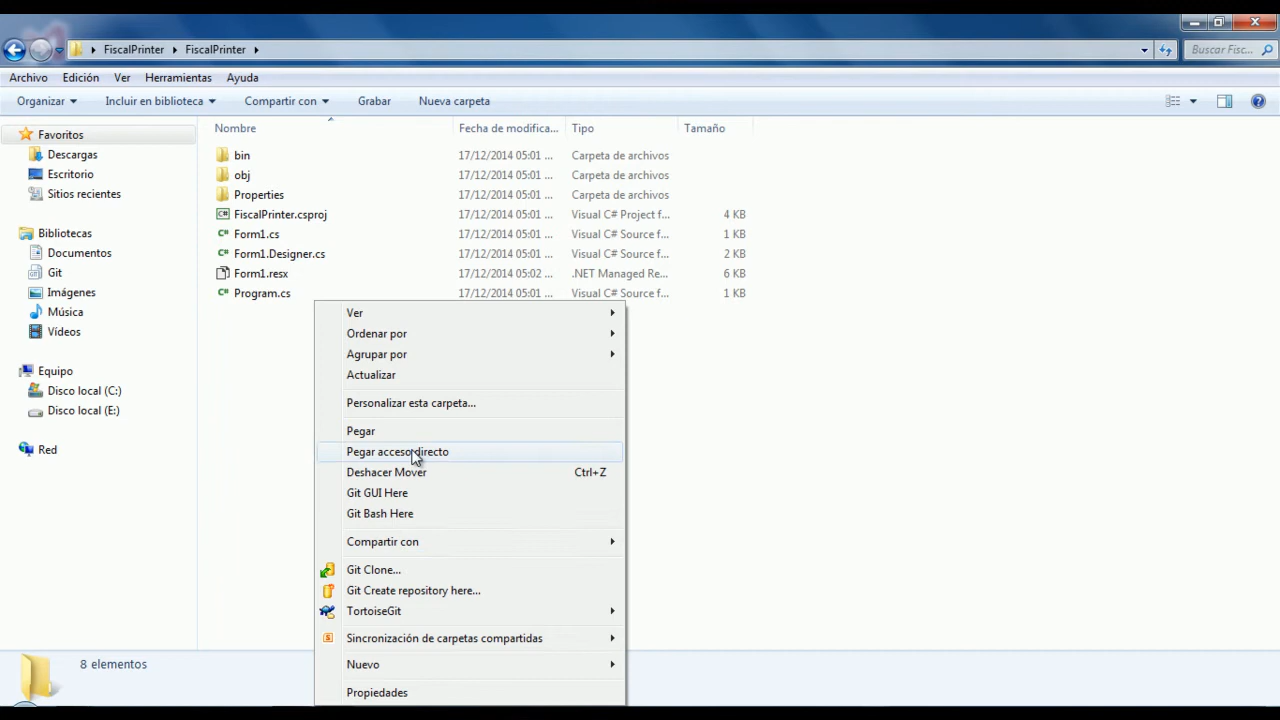 FiscalPrinter FiscalPrinter
Buscar Fisc...
Archivo Edición Ver Herramientas Ayuda
Organizar Incluir en biblioteca Compartir con Grabar Nueva carpeta
Favoritos
Descargas
Escritorio
Sitios recientes
Bibliotecas
Documentos
Git
Imágenes
Música
Vídeos
Equipo
Disco local (C:)
Disco local (E:)
Red
Nombre Fecha de modifica... Tipo Tamaño
bin 17/12/2014 05:01 ... Carpeta de archivos
obj 17/12/2014 05:01 ... Carpeta de archivos
Properties 17/12/2014 05:01 ... Carpeta de archivos
FiscalPrinter.csproj 17/12/2014 05:01 ... Visual C# Project f... 4 KB
Form1.cs 17/12/2014 05:01 ... Visual C# Source f... 1 KB
Form1.Designer.cs 17/12/2014 05:01 ... Visual C# Source f... 2 KB
Form1.resx 17/12/2014 05:02 ... .NET Managed Re... 6 KB
Program.cs 17/12/2014 05:01 ... Visual C# Source f... 1 KB
Ver
Ordenar por
Agrupar por
Actualizar
Personalizar esta carpeta...
Pegar
Pegar acceso directo
Deshacer Mover Ctrl+Z
Git GUI Here
Git Bash Here
Compartir con
Git Clone...
Git Create repository here...
TortoiseGit
Sincronización de carpetas compartidas
Nuevo
Propiedades
8 elementos